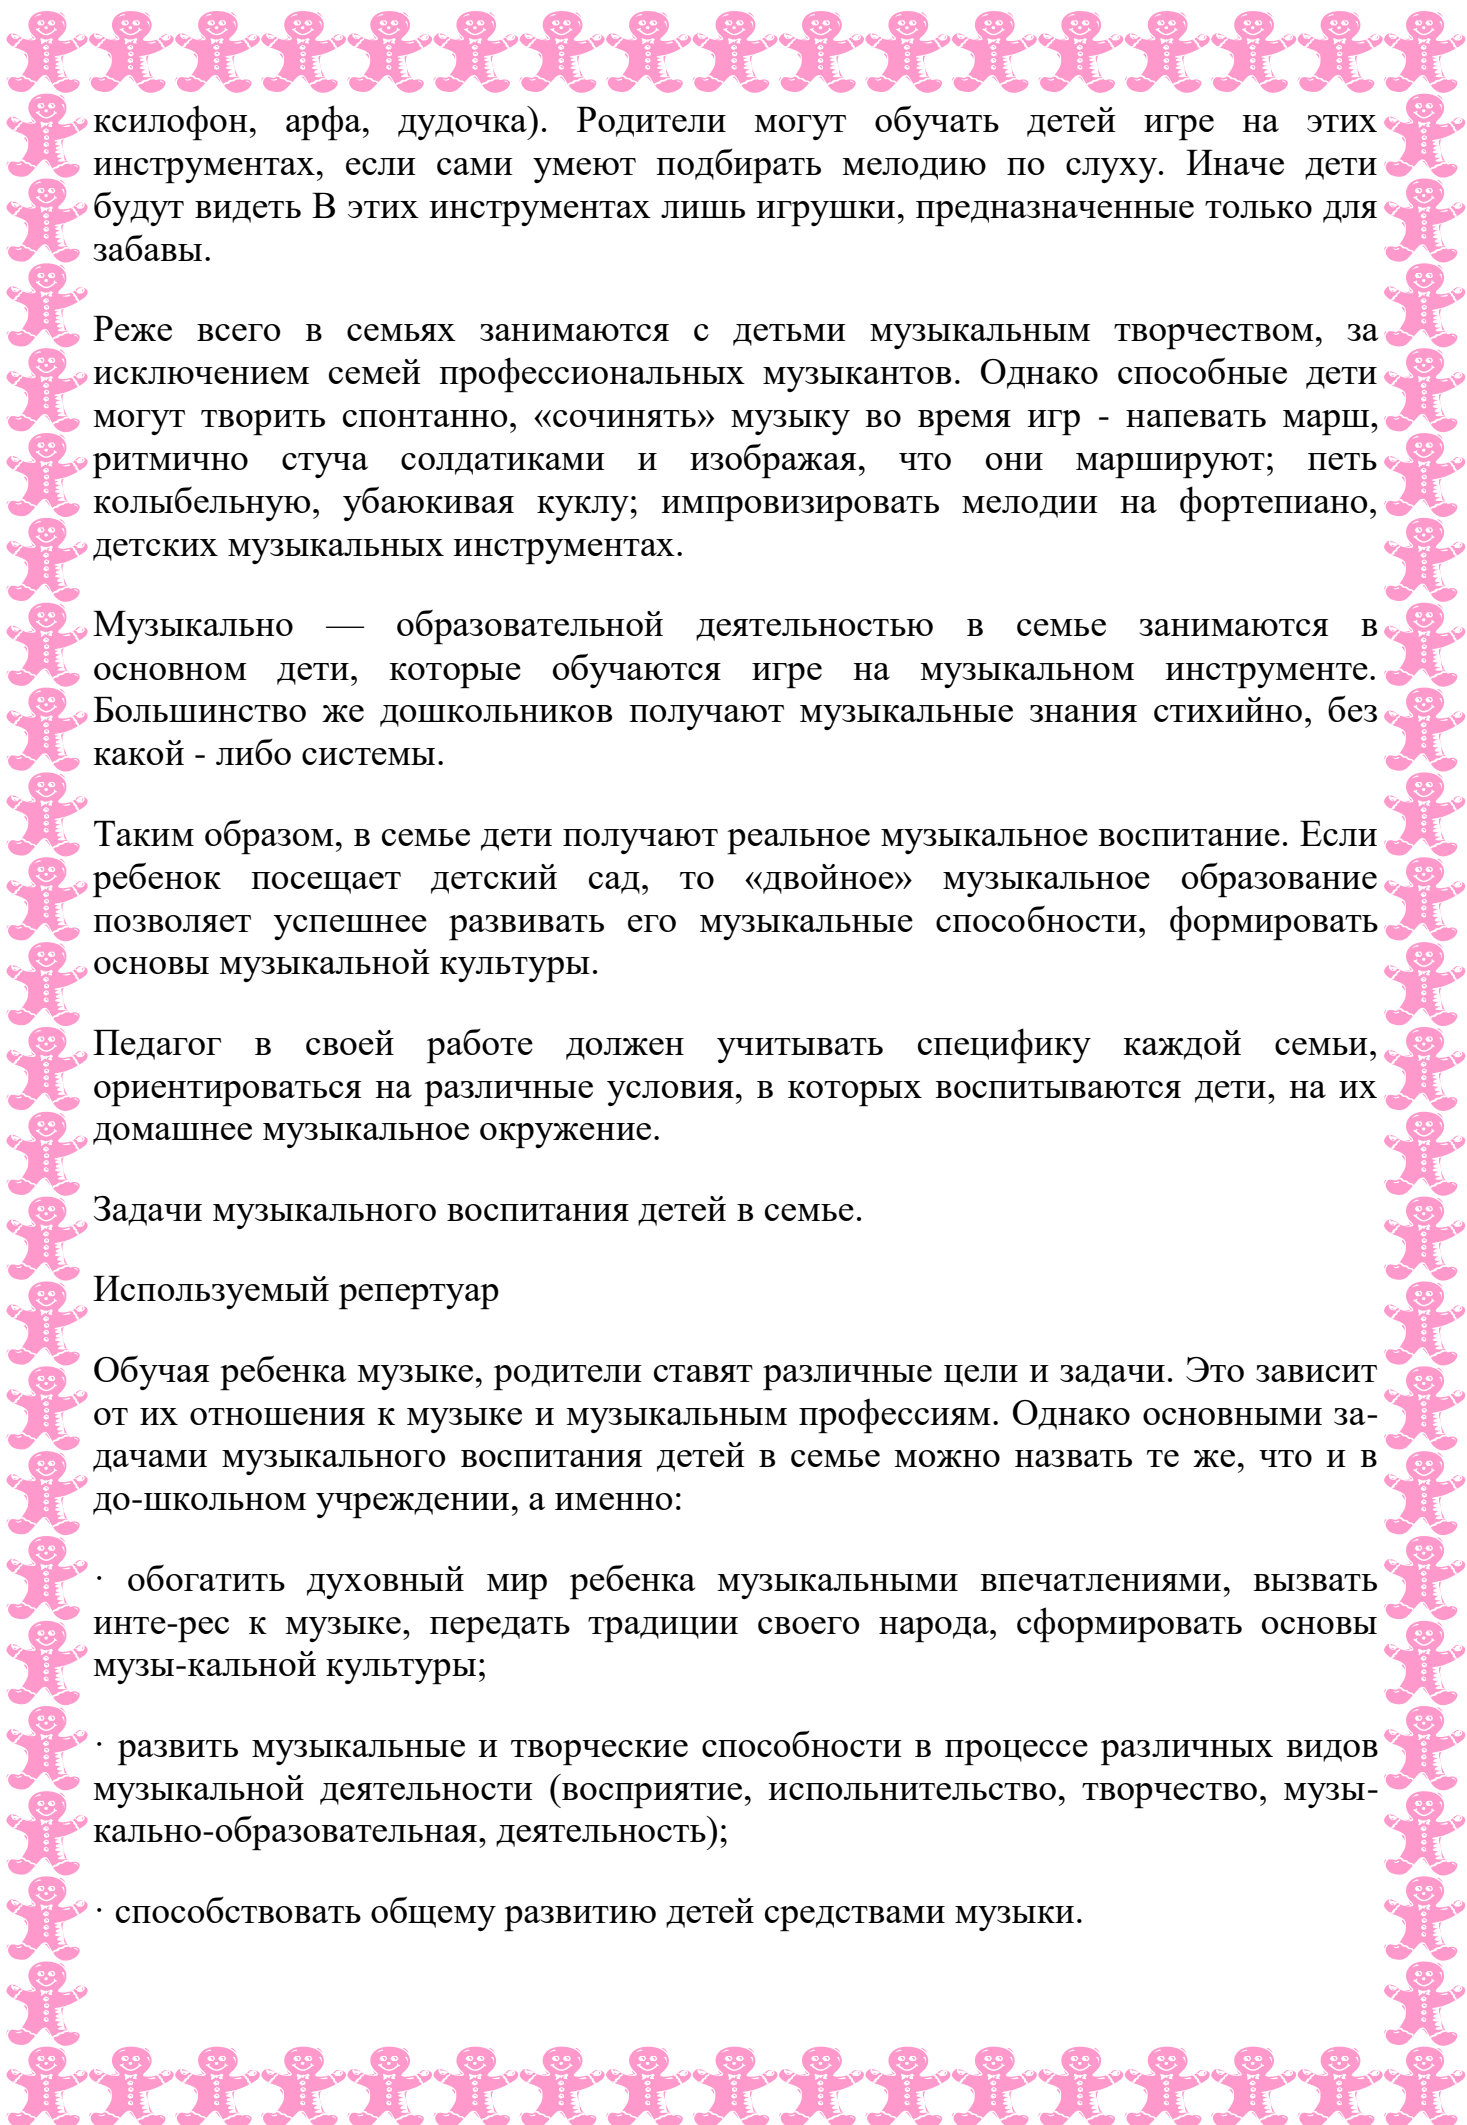 ксилофон, арфа, дудочка). Родители могут обучать детей игре на этих
инструментах, если сами умеют подбирать мелодию по слуху. Иначе дети
будут видеть В этих инструментах лишь игрушки, предназначенные только для
забавы.
Реже всего в семьях занимаются с детьми музыкальным творчеством, за
исключением семей профессиональных музыкантов. Однако способные дети
могут творить спонтанно, «сочинять» музыку во время игр - напевать марш,
ритмично стуча солдатиками и изображая, что они маршируют; петь
колыбельную, убаюкивая куклу; импровизировать мелодии на фортепиано,
детских музыкальных инструментах.
Музыкально — образовательной деятельностью в семье занимаются в
основном дети, которые обучаются игре на музыкальном инструменте.
Большинство же дошкольников получают музыкальные знания стихийно, без
какой - либо системы.
Таким образом, в семье дети получают реальное музыкальное воспитание. Если
ребенок посещает детский сад, то «двойное» музыкальное образование
позволяет успешнее развивать его музыкальные способности, формировать
основы музыкальной культуры.
Педагог в своей работе должен учитывать специфику каждой семьи,
ориентироваться на различные условия, в которых воспитываются дети, на их
домашнее музыкальное окружение.
Задачи музыкального воспитания детей в семье.
Используемый репертуар
Обучая ребенка музыке, родители ставят различные цели и задачи. Это зависит
от их отношения к музыке и музыкальным профессиям. Однако основными за-
дачами музыкального воспитания детей в семье можно назвать те же, что и в
до-школьном учреждении, а именно:
· обогатить духовный мир ребенка музыкальными впечатлениями, вызвать
инте-рес к музыке, передать традиции своего народа, сформировать основы
музы-кальной культуры;
· развить музыкальные и творческие способности в процессе различных видов
музыкальной деятельности (восприятие, испольнительство, творчество, музы-
кально-образовательная, деятельность);
· способствовать общему развитию детей средствами музыки.